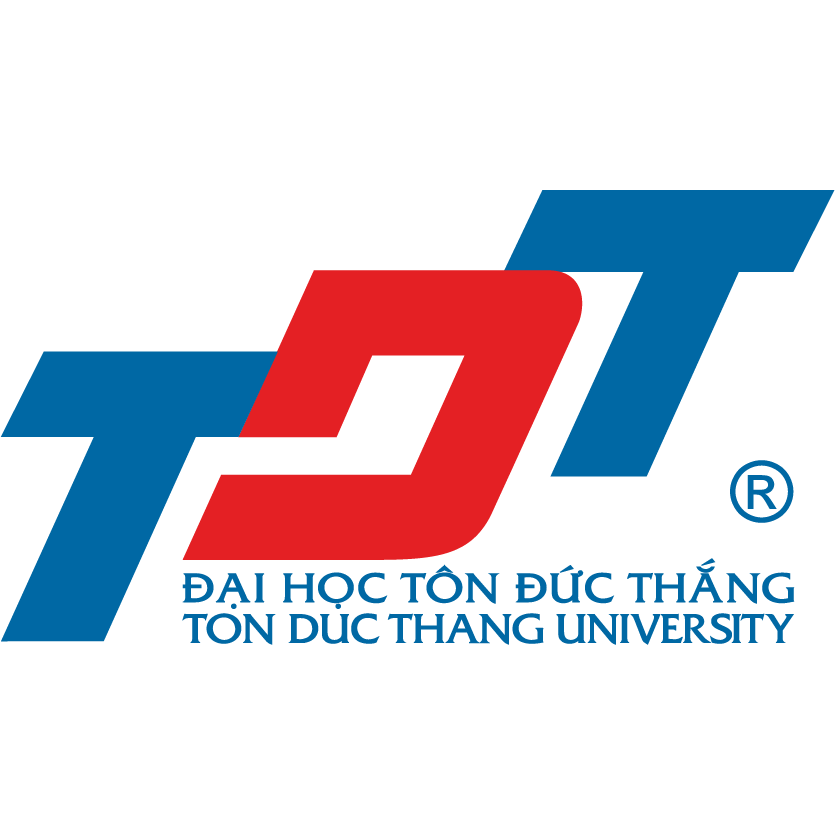 TDT
®
ĐẠI HỌC TÔN ĐỨC THẮNG
TON DUC THANG UNIVERSITY